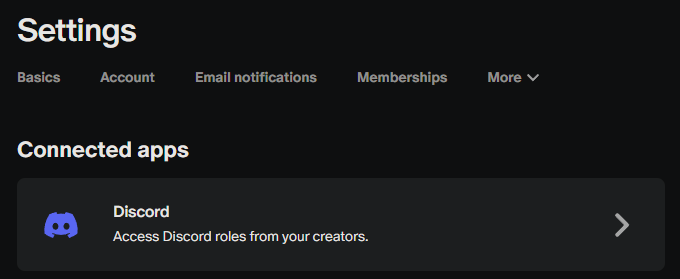 Settings
Basics Account Email notifications Memberships More
Connected apps
Discord
Access Discord roles from your creators.